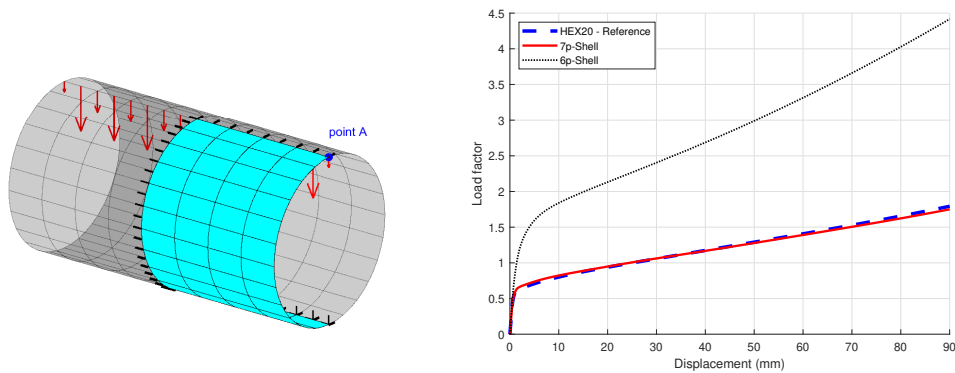 point A
4.5
4
3.5
3
2.5
2
1.5
1
0.5
0
Load factor
HEX20 - Reference
7p-Shell
6p-Shell
0 10 20 30 40 50 60 70 80 90
Displacement (mm)